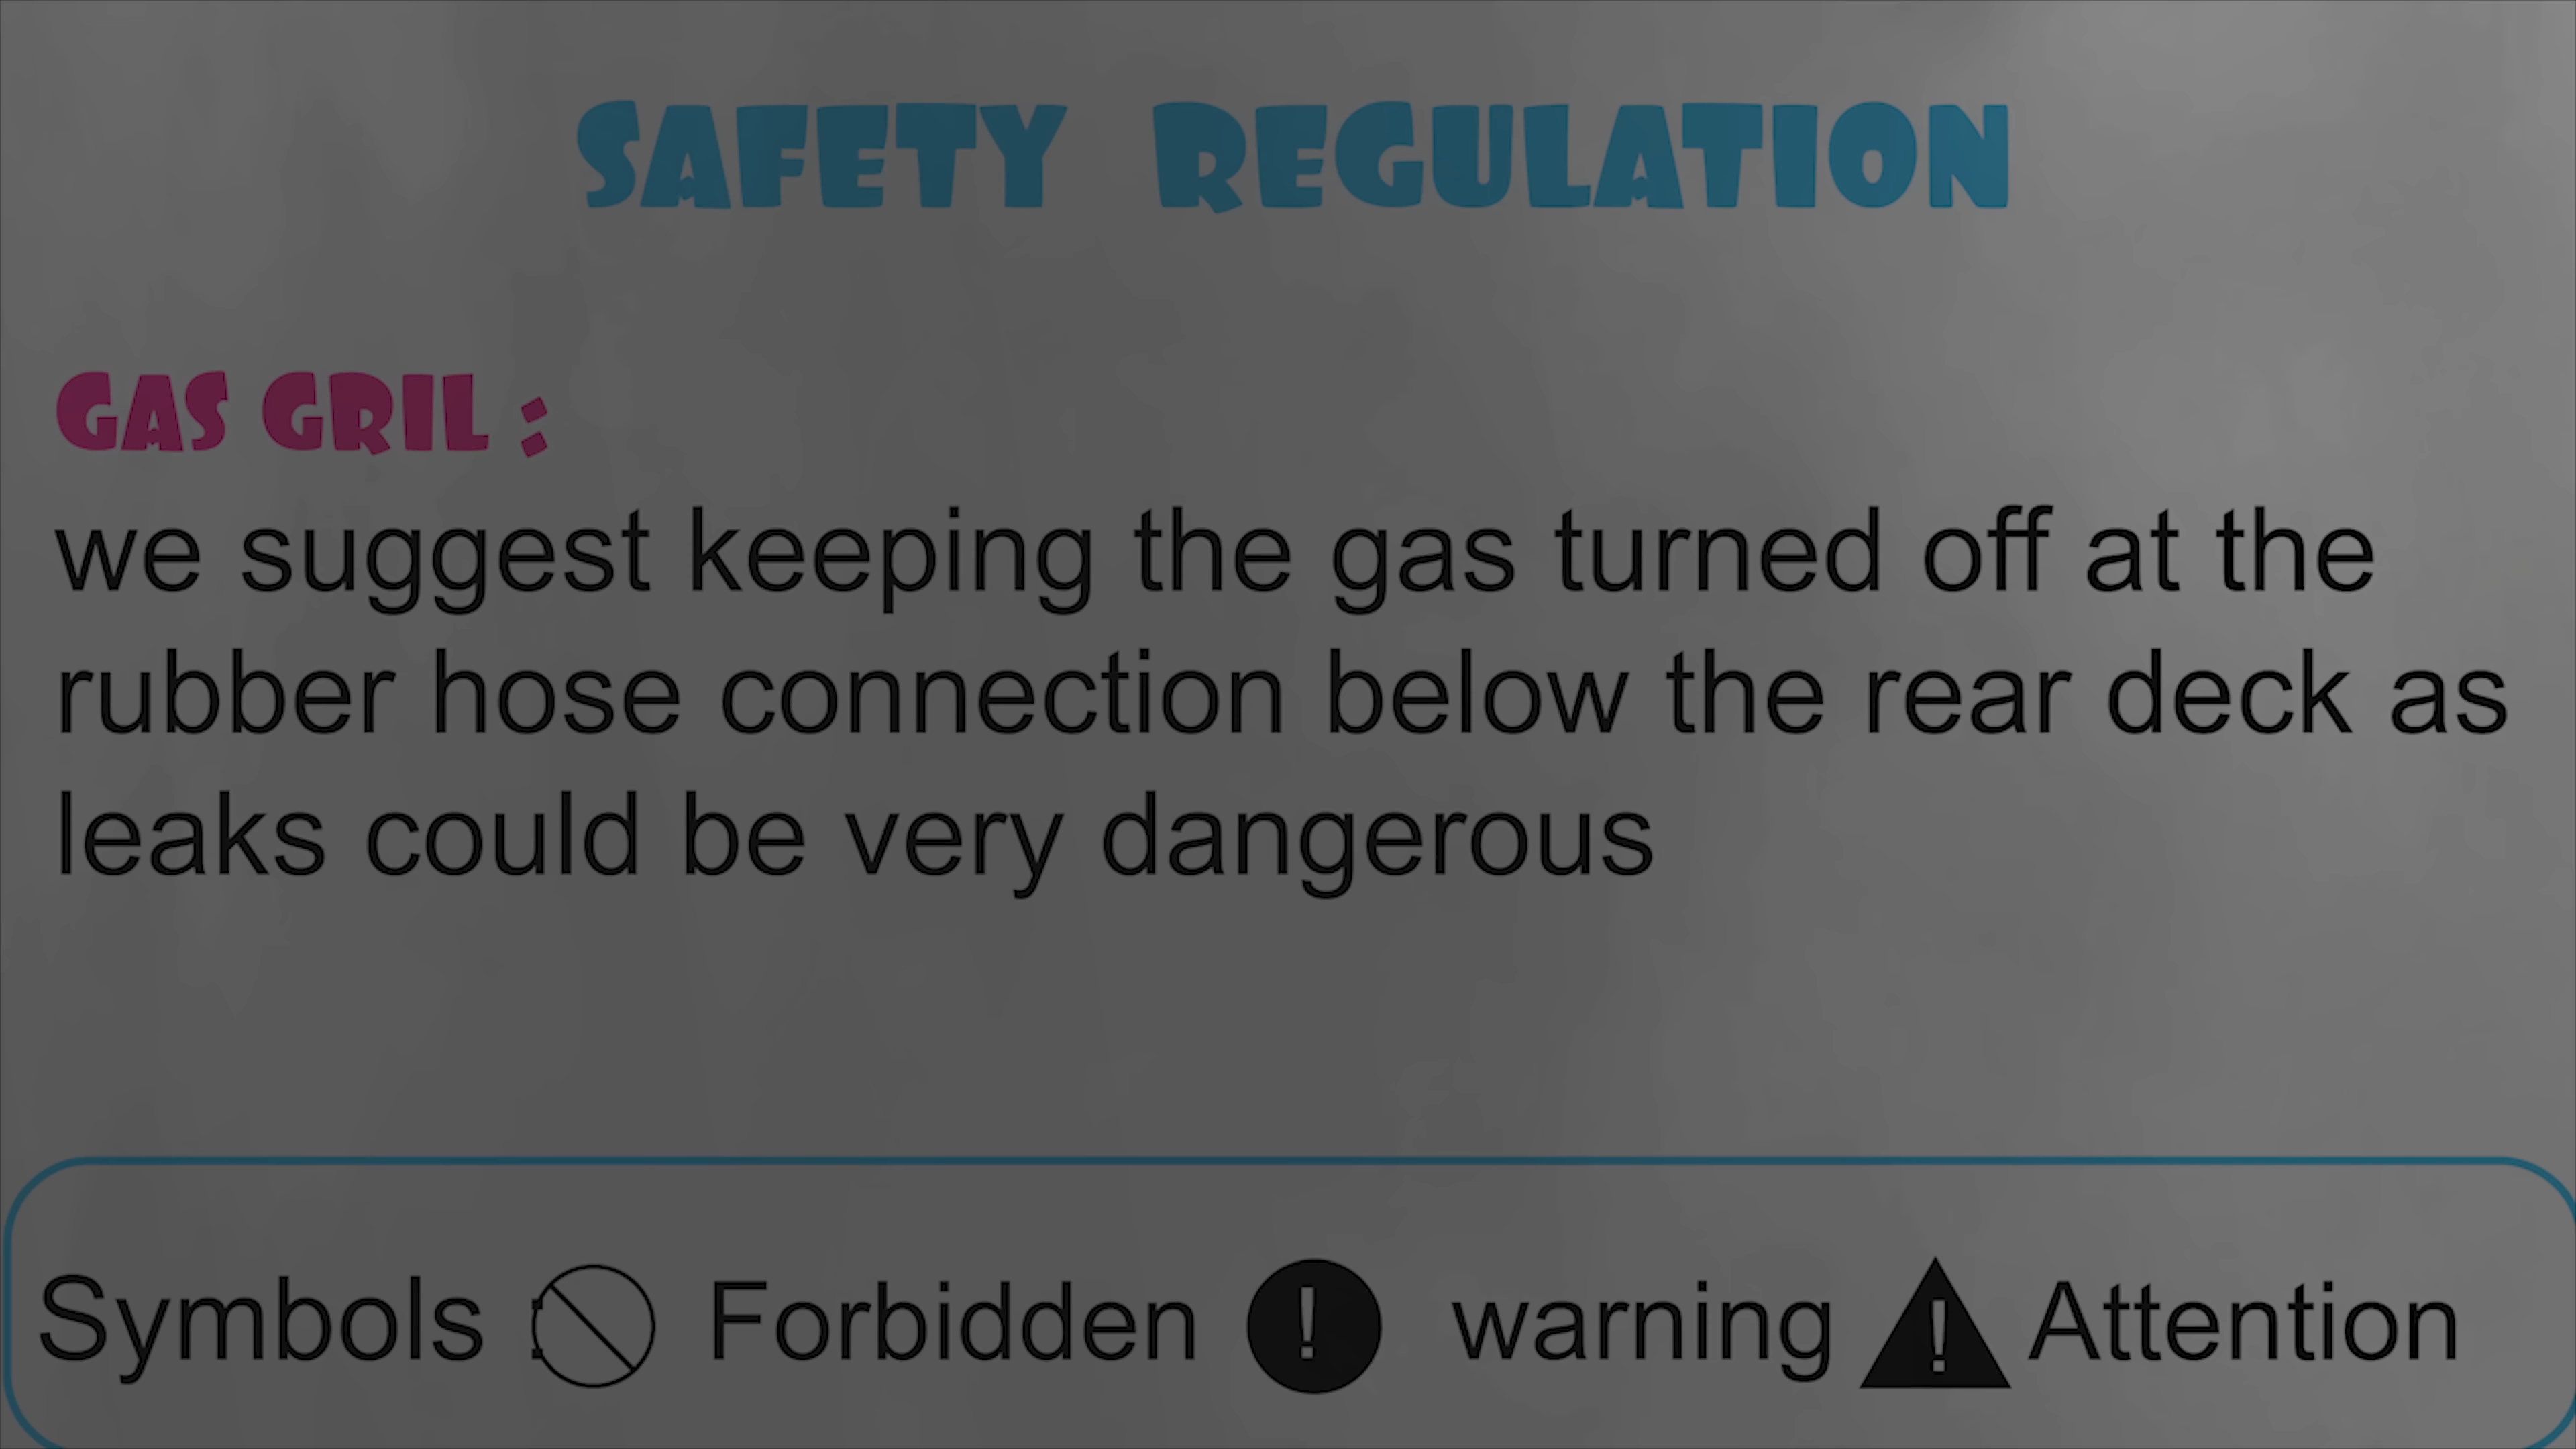 SAFETY REGULATION
GAS GRIL :
we suggest keeping the gas turned off at the
rubber hose connection below the rear deck as
leaks could be very dangerous
Symbols Forbidden ! warning ! Attention